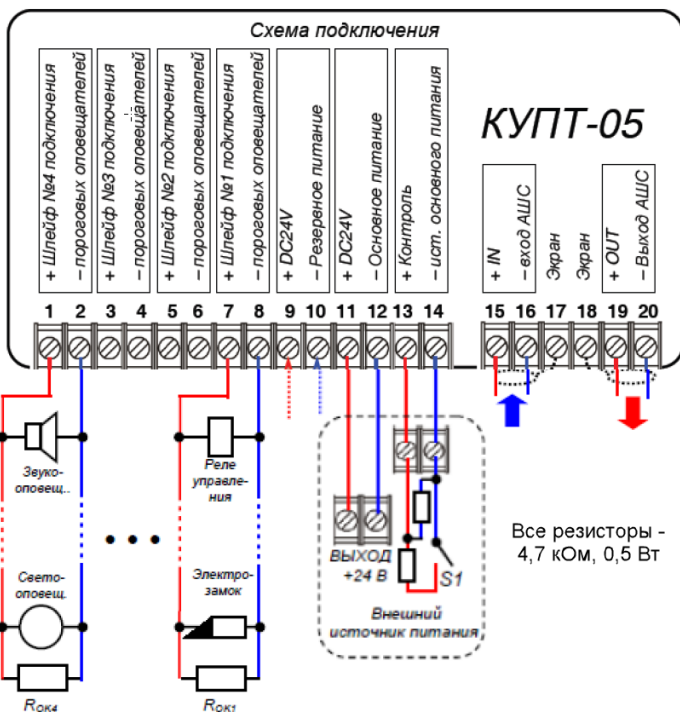 Схема подключения
+ Шлейф №4 подключения
– пороговых оповещателей
+ Шлейф №3 подключения
– пороговых оповещателей
+ Шлейф №2 подключения
– пороговых оповещателей
+ Шлейф №1 подключения
– пороговых оповещателей
+ DC24V
– Резервное питание
+ DC24V
– Основное питание
+ Контроль
– ист. основного питания
КУПТ-05
+ IN
– вход АШС
Экран
Экран
+ OUT
– Выход АШС
1 2 3 4 5 6 7 8 9 10 11 12 13 14 15 16 17 18 19 20
Звуко-
оповещ..
Реле
управле-
ния
Свето-
оповещ.
Электро-
замок
ROK4
ROK1
ВЫХОД
+24 В
S1
Внешний
источник питания
Все резисторы -
4,7 кОм, 0,5 Вт